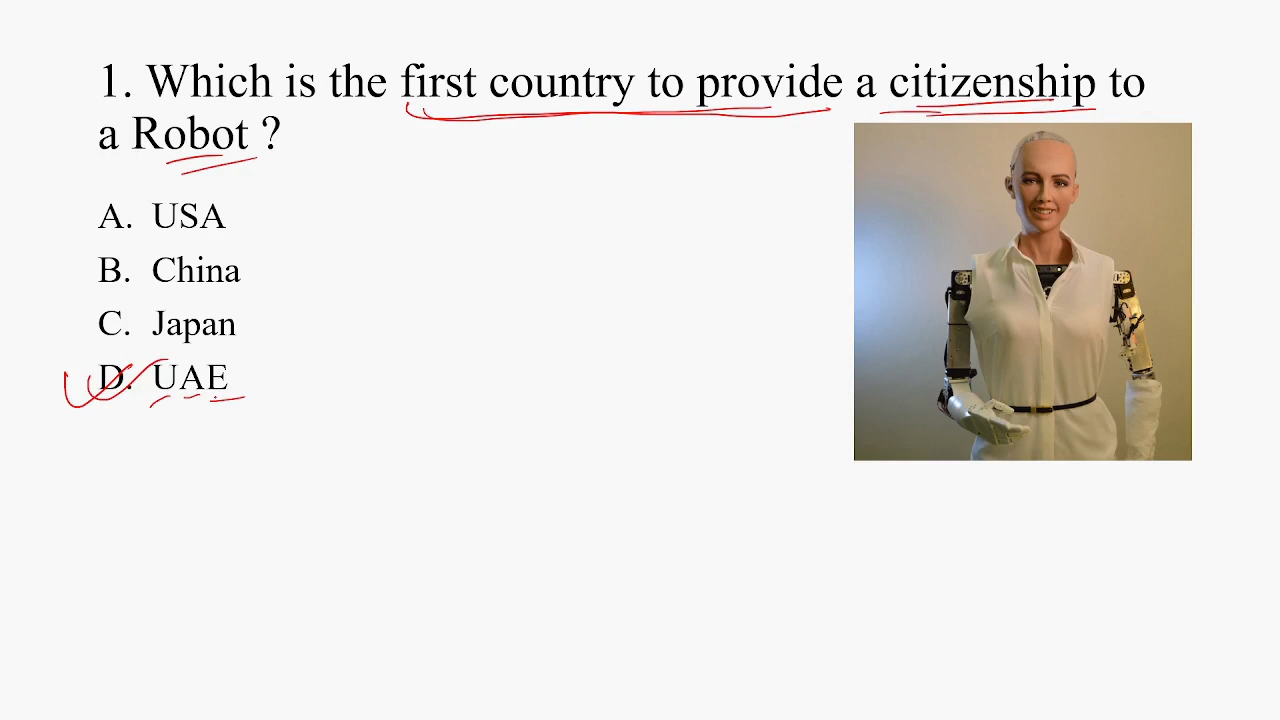 1. Which is the first country to provide a citizenship to
a Robot ?
A. USA
B. China
C. Japan
D. UAE